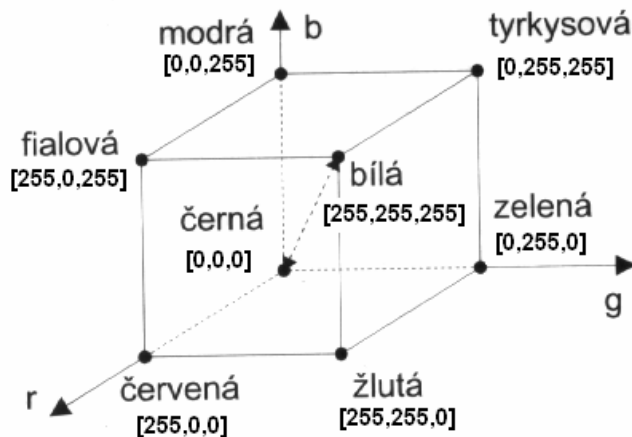 modrá
[0,0,255]
b
tyrkysová
[0,255,255]
fialová
[255,0,255]
bílá
[255,255,255]
černá
[0,0,0]
zelená
[0,255,0]
g
r
červená
[255,0,0]
žlutá
[255,255,0]